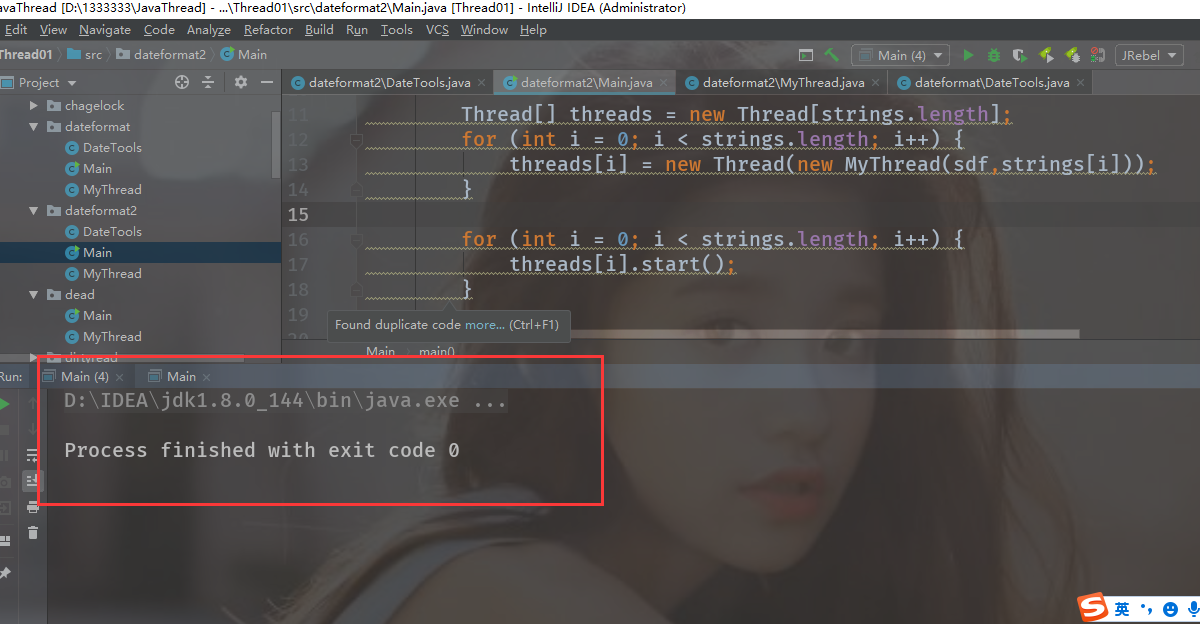 avaThread [D:\1333333\JavaThread] - ...\Thread01\src\dateformat2\Main.java [Thread01] - IntelliJ IDEA (Administrator)
Edit View Navigate Code Analyze Refactor Build Run Tools VCS Window Help
Thread01 src dateformat2 Main Main (4) JRebel
Project dateformat2\DateTools.java dateformat2\Main.java dateformat2\MyThread.java dateformat\DateTools.java
chagelock
dateformat
DateTools
Main
MyThread
dateformat2
DateTools
Main
MyThread
dead
Main
MyThread
dirtyread
Thread[] threads = new Thread[strings.length];
12 for (int i = 0; i < strings.length; i++) {
13 threads[i] = new Thread(new MyThread(sdf,strings[i]));
14 }
15
16 for (int i = 0; i < strings.length; i++) {
17 threads[i].start();
18 }
19
Found duplicate code more... (Ctrl+F1)
Main main()
Run: Main (4) Main
D:\IDEA\jdk1.8.0_144\bin\java.exe ...
Process finished with exit code 0
S 英